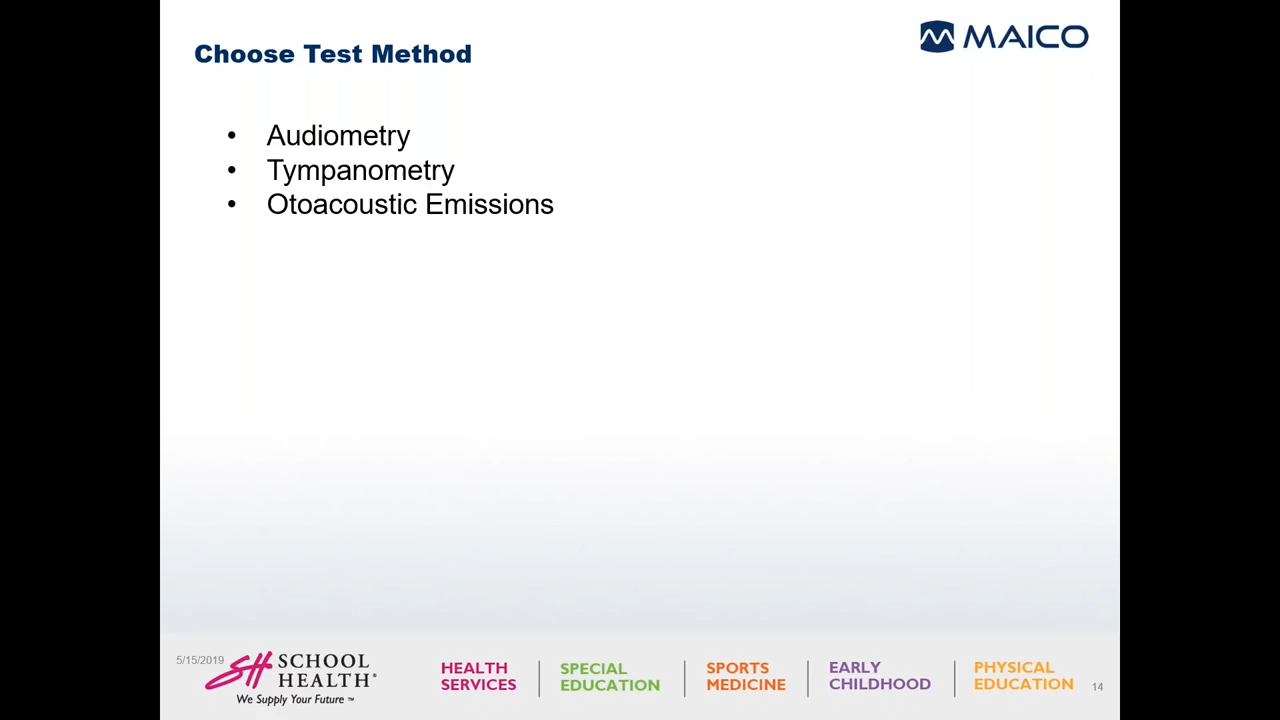 Choose Test Method
MAICO
• Audiometry
• Tympanometry
• Otoacoustic Emissions
5/15/2019
SH SCHOOL
HEALTH®
We Supply Your Future™
HEALTH
SERVICES
SPECIAL
EDUCATION
SPORTS
MEDICINE
EARLY
CHILDHOOD
PHYSICAL
EDUCATION
14